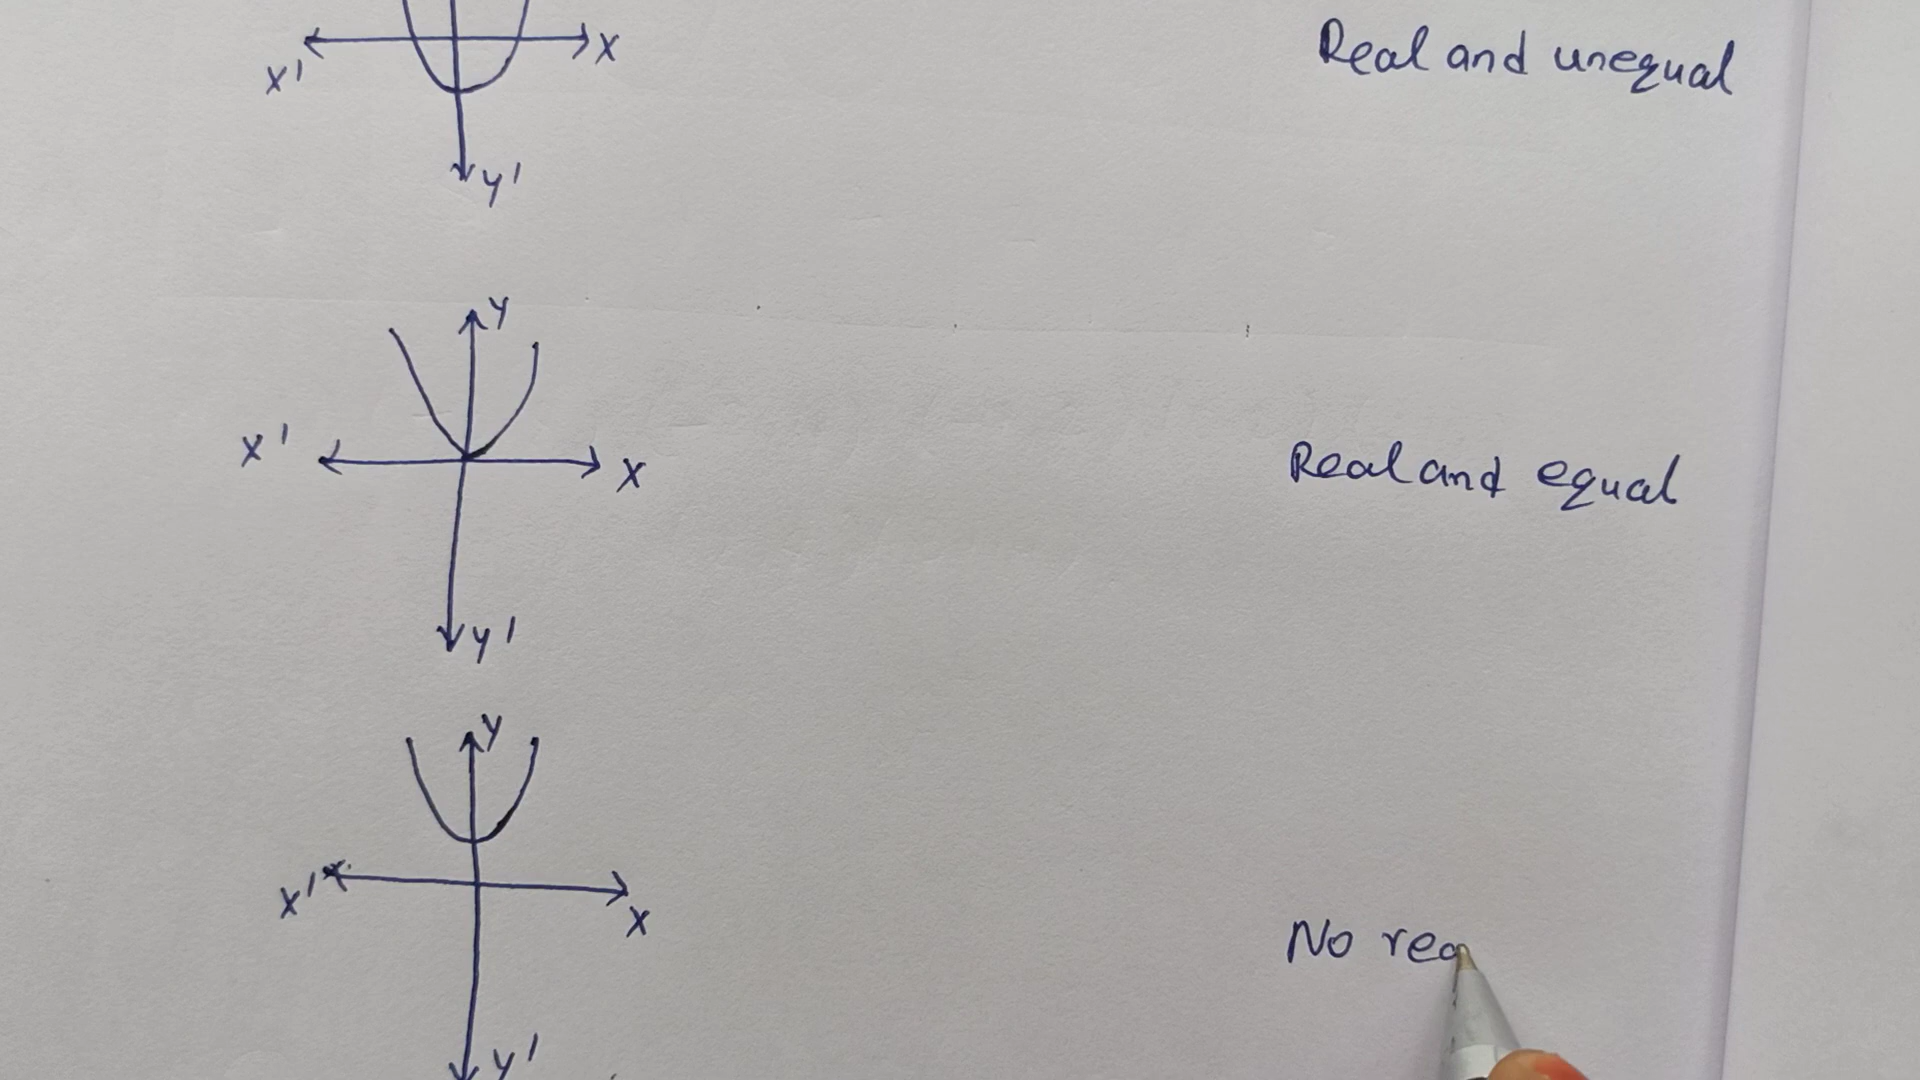 X' X Real and unequal
y'
y
X' X Real and equal
y'
y
X' X No rea
y'